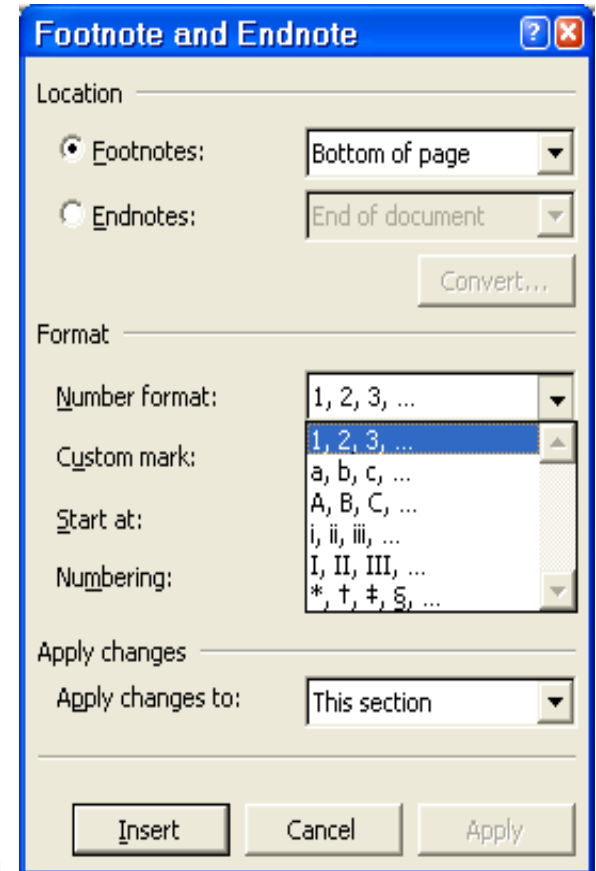 Footnote and Endnote
Location
Footnotes: Bottom of page
Endnotes: End of document
Convert...
Format
Number format: 1, 2, 3, ...
1, 2, 3, ...
Custom mark:
a, b, c, ...
A, B, C, ...
Start at:
i, ii, iii, ...
I, II, III, ...
Numbering:
*, †, ‡, §, ...
Apply changes
Apply changes to: This section
Insert Cancel Apply